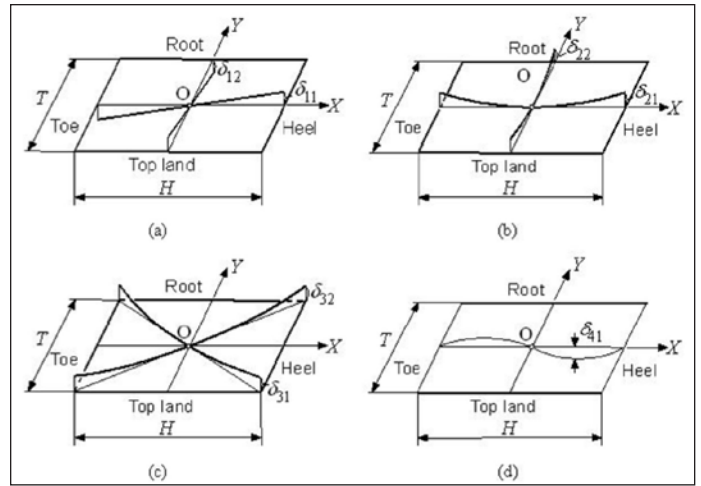 Y
Root
δ12
O
δ11
X
T
Toe
Heel
Top land
H
(a)
Y
Root
δ22
O
δ21
X
T
Toe
Heel
Top land
H
(b)
Y
Root
δ32
O
X
T
Toe
Heel
δ31
Top land
H
(c)
Y
Root
δ41
O
X
T
Toe
Heel
Top land
H
(d)